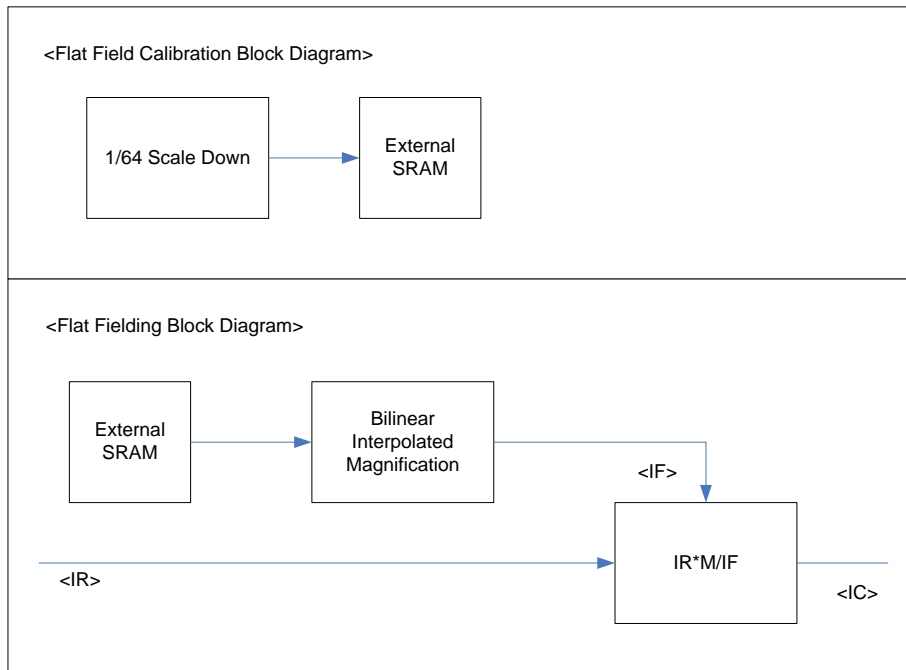 <Flat Field Calibration Block Diagram>
1/64 Scale Down
External
SRAM
<Flat Fielding Block Diagram>
External
SRAM
Bilinear
Interpolated
Magnification
<IF>
<IR>
IR*M/IF
<IC>